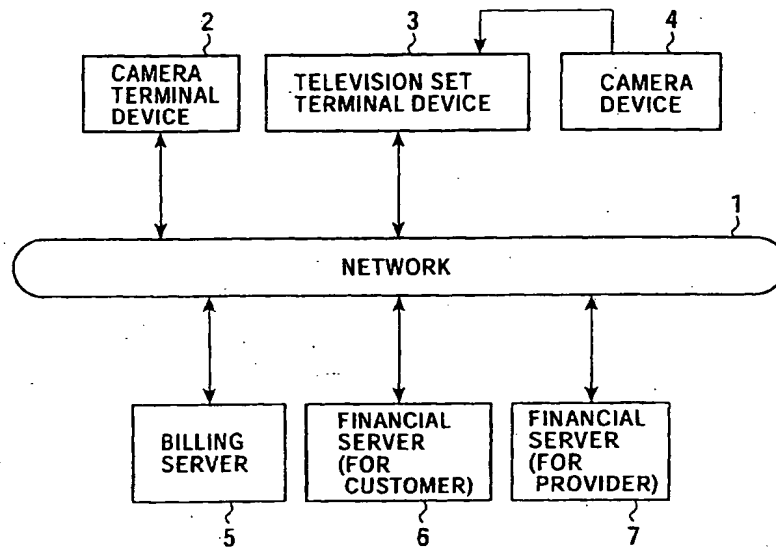 2
CAMERA
TERMINAL
DEVICE
3
TELEVISION SET
TERMINAL DEVICE
4
CAMERA
DEVICE
1
NETWORK
BILLING
SERVER
5
FINANCIAL
SERVER
(FOR
CUSTOMER)
6
FINANCIAL
SERVER
(FOR
PROVIDER)
7